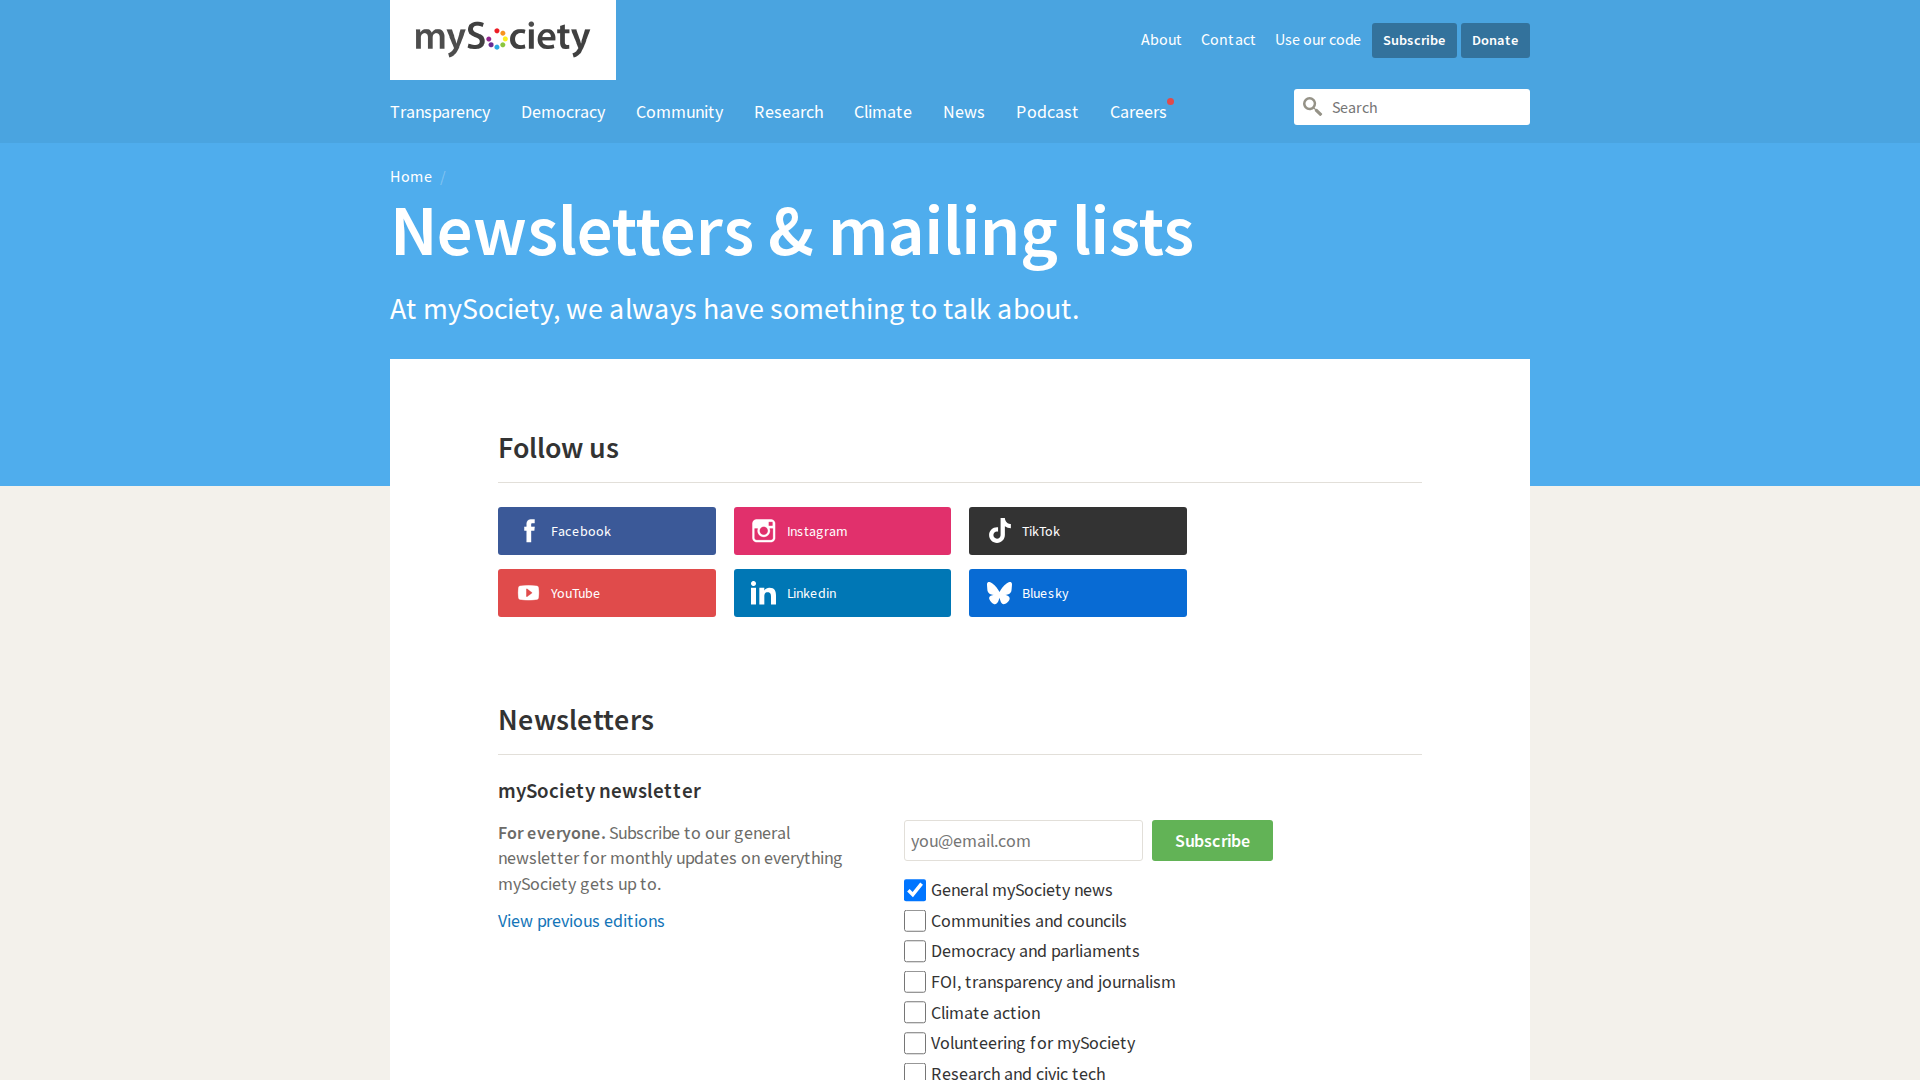 mySociety
About Contact Use our code Subscribe Donate
Transparency Democracy Community Research Climate News Podcast Careers Search
Home /
Newsletters & mailing lists
At mySociety, we always have something to talk about.
Follow us
Facebook Instagram TikTok
YouTube Linkedin Bluesky
Newsletters
mySociety newsletter
For everyone. Subscribe to our general
newsletter for monthly updates on everything
mySociety gets up to.
View previous editions
you@email.com Subscribe
General mySociety news
Communities and councils
Democracy and parliaments
FOI, transparency and journalism
Climate action
Volunteering for mySociety
Research and civic tech